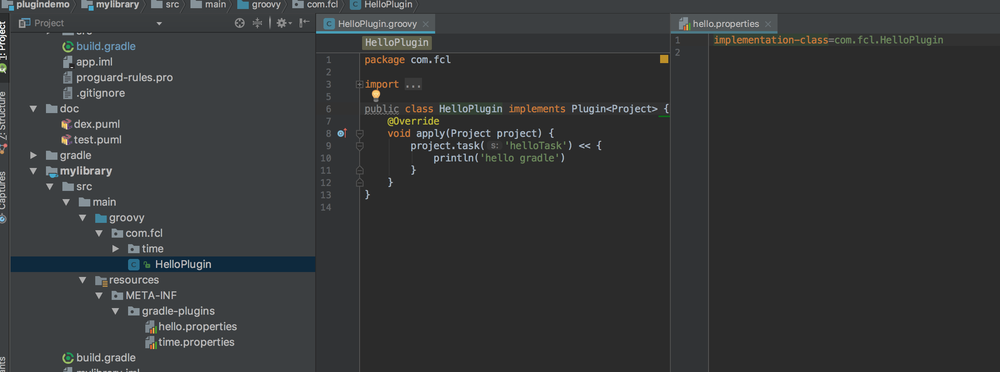 plugindemo mylibrary src main groovy com.fcl HelloPlugin
1: Project
7: Structure
Captures
Project
src
build.gradle
app.iml
proguard-rules.pro
.gitignore
doc
dex.puml
test.puml
gradle
mylibrary
src
main
groovy
com.fcl
time
HelloPlugin
resources
META-INF
gradle-plugins
hello.properties
time.properties
build.gradle
mylibrary.iml
HelloPlugin.groovy
HelloPlugin
1 package com.fcl
2
3 import ...
5
6 public class HelloPlugin implements Plugin<Project> {
7 @Override
8 void apply(Project project) {
9 project.task( s: 'helloTask') << {
10 println('hello gradle')
11 }
12 }
13 }
14
hello.properties
1 implementation-class=com.fcl.HelloPlugin
2